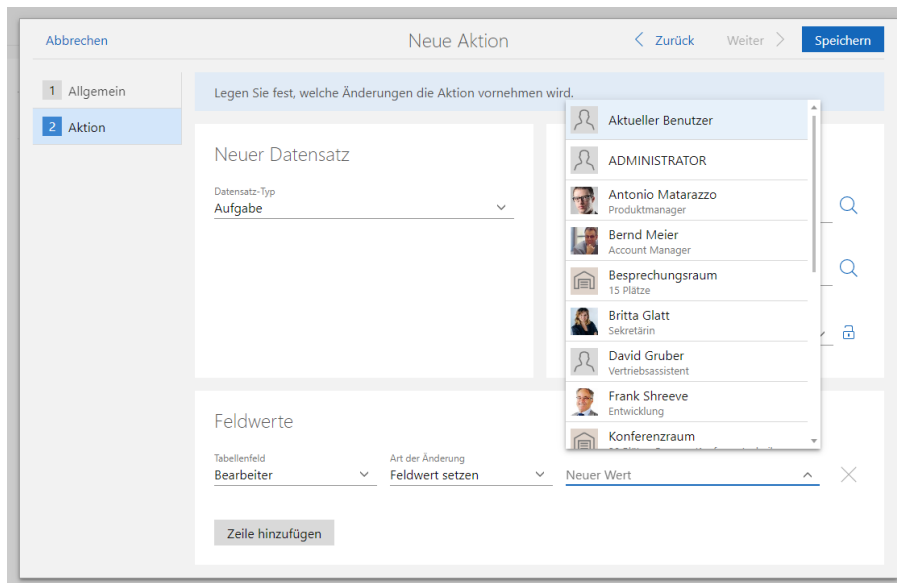 Abbrechen
Neue Aktion
Zurück
Weiter
Speichern
1 Allgemein
2 Aktion
Legen Sie fest, welche Änderungen die Aktion vornehmen wird.
Neuer Datensatz
Datensatz-Typ
Aufgabe
Aktueller Benutzer
ADMINISTRATOR
Antonio Matarazzo
Produktmanager
Bernd Meier
Account Manager
Besprechungsraum
15 Plätze
Britta Glatt
Sekretärin
David Gruber
Vertriebsassistent
Frank Shreeve
Entwicklung
Konferenzraum
Feldwerte
Tabellenfeld
Bearbeiter
Art der Änderung
Feldwert setzen
Neuer Wert
Zeile hinzufügen